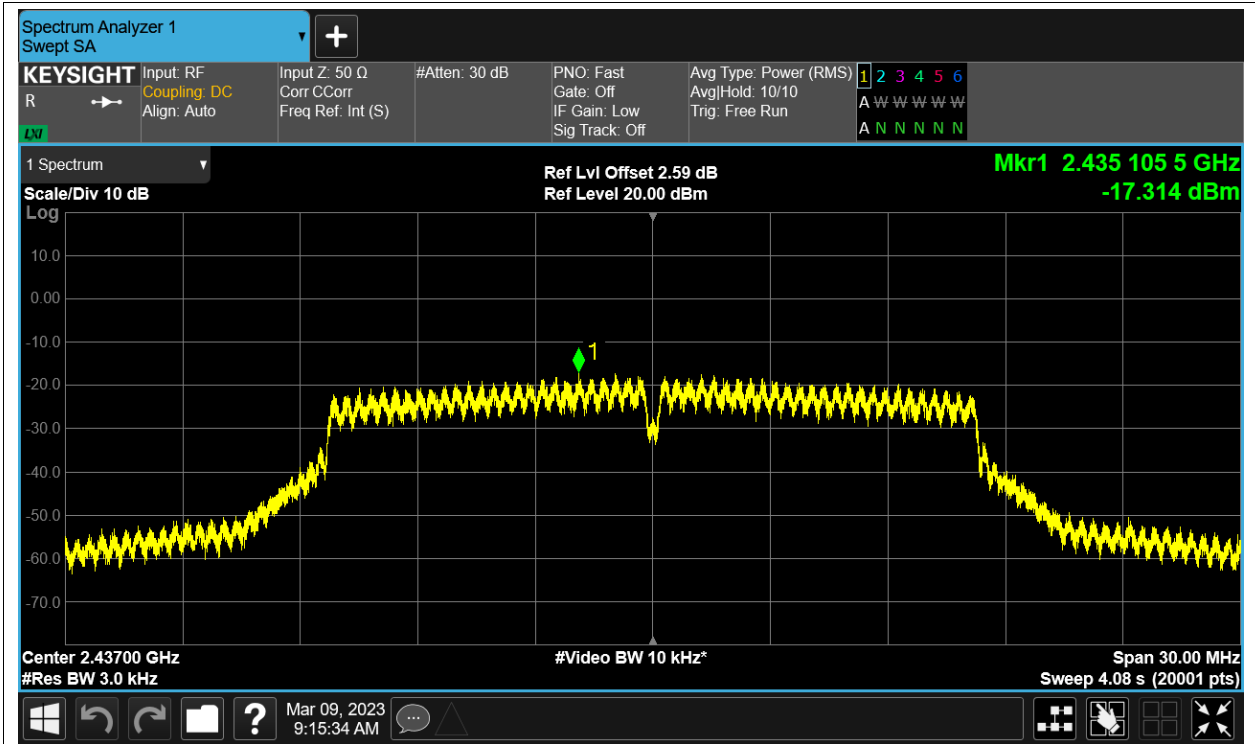 Spectrum Analyzer 1
Swept SA
KEYSIGHT
R
LXI
Input: RF
Coupling: DC
Align: Auto
Input Z: 50 Ω
Corr CCorr
Freq Ref: Int (S)
#Atten: 30 dB
PNO: Fast
Gate: Off
IF Gain: Low
Sig Track: Off
Avg Type: Power (RMS)
Avg|Hold: 10/10
Trig: Free Run
1 2 3 4 5 6
A W W W W W
A N N N N N
1 Spectrum
Scale/Div 10 dB
Log
Ref Lvl Offset 2.59 dB
Ref Level 20.00 dBm
Mkr1 2.435 105 5 GHz
-17.314 dBm
10.0
0.00
-10.0
-20.0
-30.0
-40.0
-50.0
-60.0
-70.0
1
Center 2.43700 GHz
#Res BW 3.0 kHz
#Video BW 10 kHz*
Span 30.00 MHz
Sweep 4.08 s (20001 pts)
?
Mar 09, 2023
9:15:34 AM